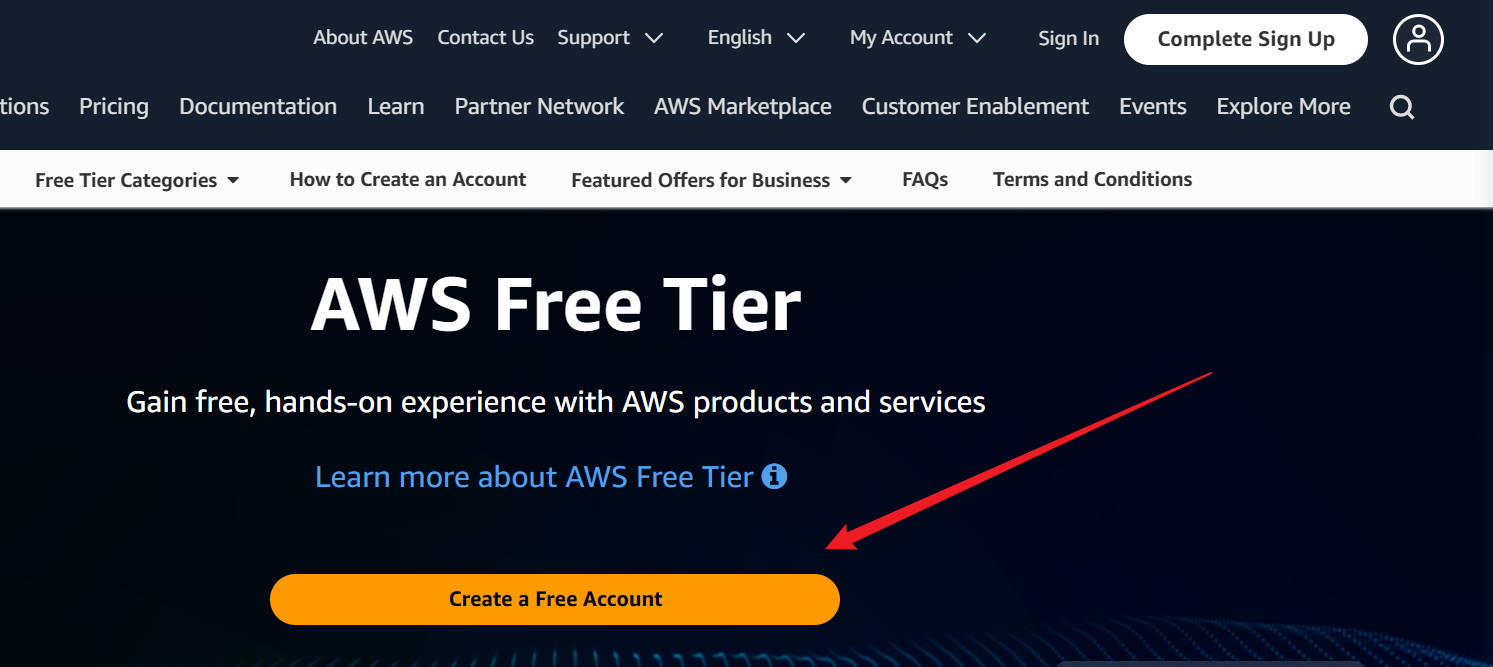 About AWS Contact Us Support English My Account Sign In Complete Sign Up
tions Pricing Documentation Learn Partner Network AWS Marketplace Customer Enablement Events Explore More
Free Tier Categories How to Create an Account Featured Offers for Business FAQs Terms and Conditions
AWS Free Tier
Gain free, hands-on experience with AWS products and services
Learn more about AWS Free Tier
Create a Free Account